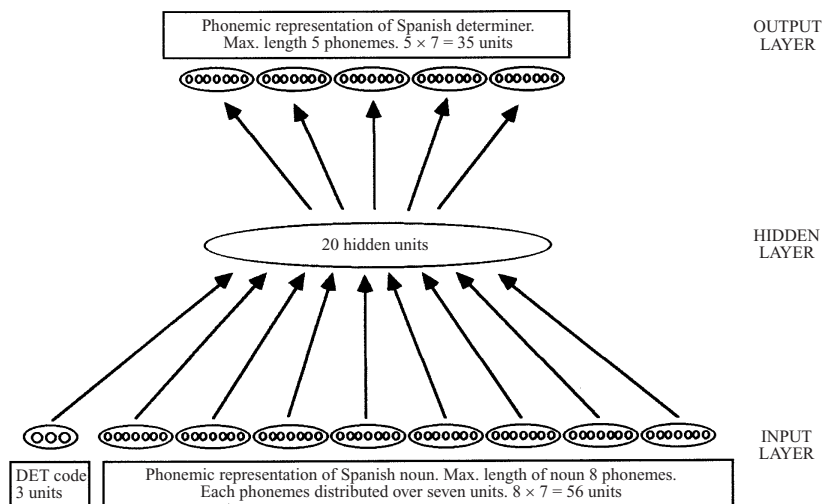 Phonemic representation of Spanish determiner.
Max. length 5 phonemes. 5 × 7 = 35 units
OUTPUT
LAYER
20 hidden units
HIDDEN
LAYER
INPUT
LAYER
DET code
3 units
Phonemic representation of Spanish noun. Max. length of noun 8 phonemes.
Each phonemes distributed over seven units. 8 × 7 = 56 units